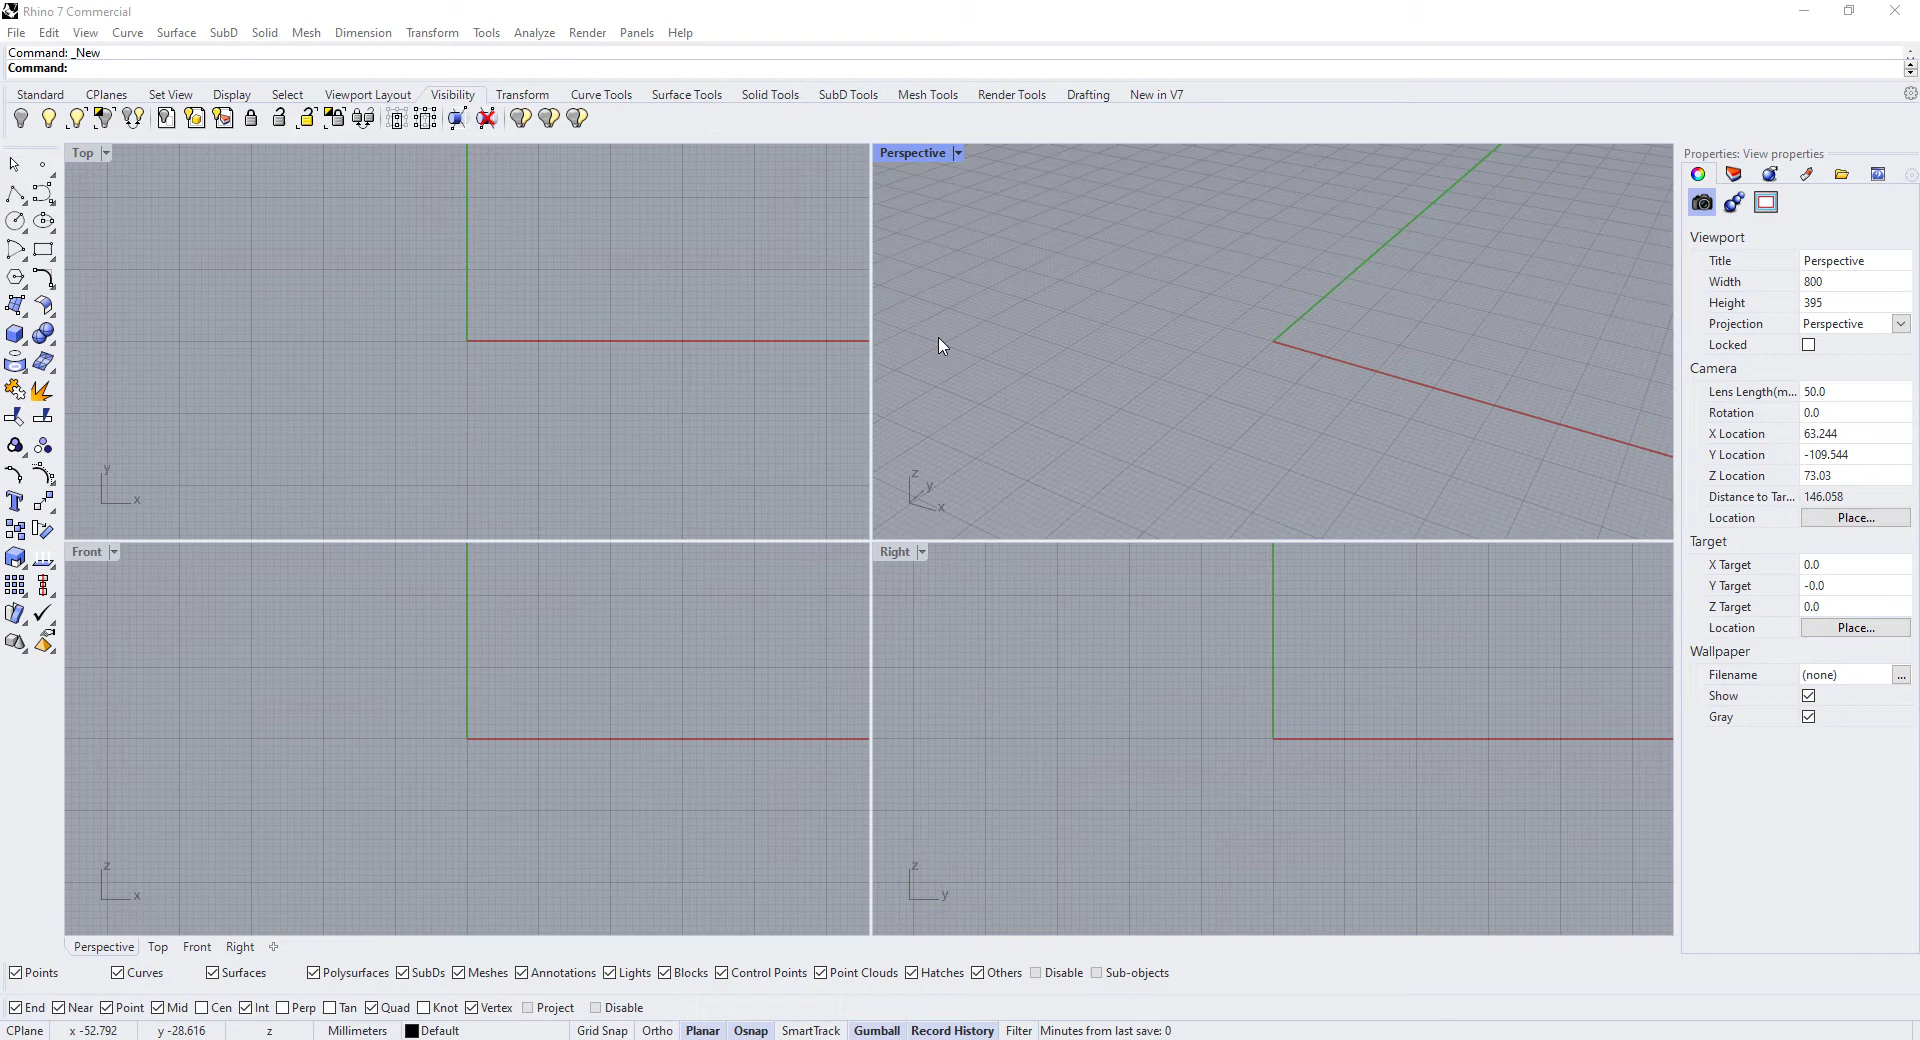 Rhino 7 Commercial
File Edit View Curve Surface SubD Solid Mesh Dimension Transform Tools Analyze Render Panels Help
Command: _New
Command:
Standard CPlanes Set View Display Select Viewport Layout Visibility Transform Curve Tools Surface Tools Solid Tools SubD Tools Mesh Tools Render Tools Drafting New in V7
Top
Perspective
Properties: View properties
Viewport
Title Perspective
Width 800
Height 395
Projection Perspective
Locked
Camera
Lens Length(m... 50.0
Rotation 0.0
X Location 63.244
Y Location -109.544
Z Location 73.03
Distance to Tar... 146.058
Location Place...
Target
X Target 0.0
Y Target -0.0
Z Target 0.0
Location Place...
Wallpaper
Filename (none) ...
Show
Gray
y
x
z
y
x
Front
Right
z
x
z
y
Perspective Top Front Right
Points Curves Surfaces Polysurfaces SubDs Meshes Annotations Lights Blocks Control Points Point Clouds Hatches Others Disable Sub-objects
End Near Point Mid Cen Int Perp Tan Quad Knot Vertex Project Disable
CPlane x -52.792 y -28.616 z Millimeters Default Grid Snap Ortho Planar Osnap SmartTrack Gumball Record History Filter Minutes from last save: 0